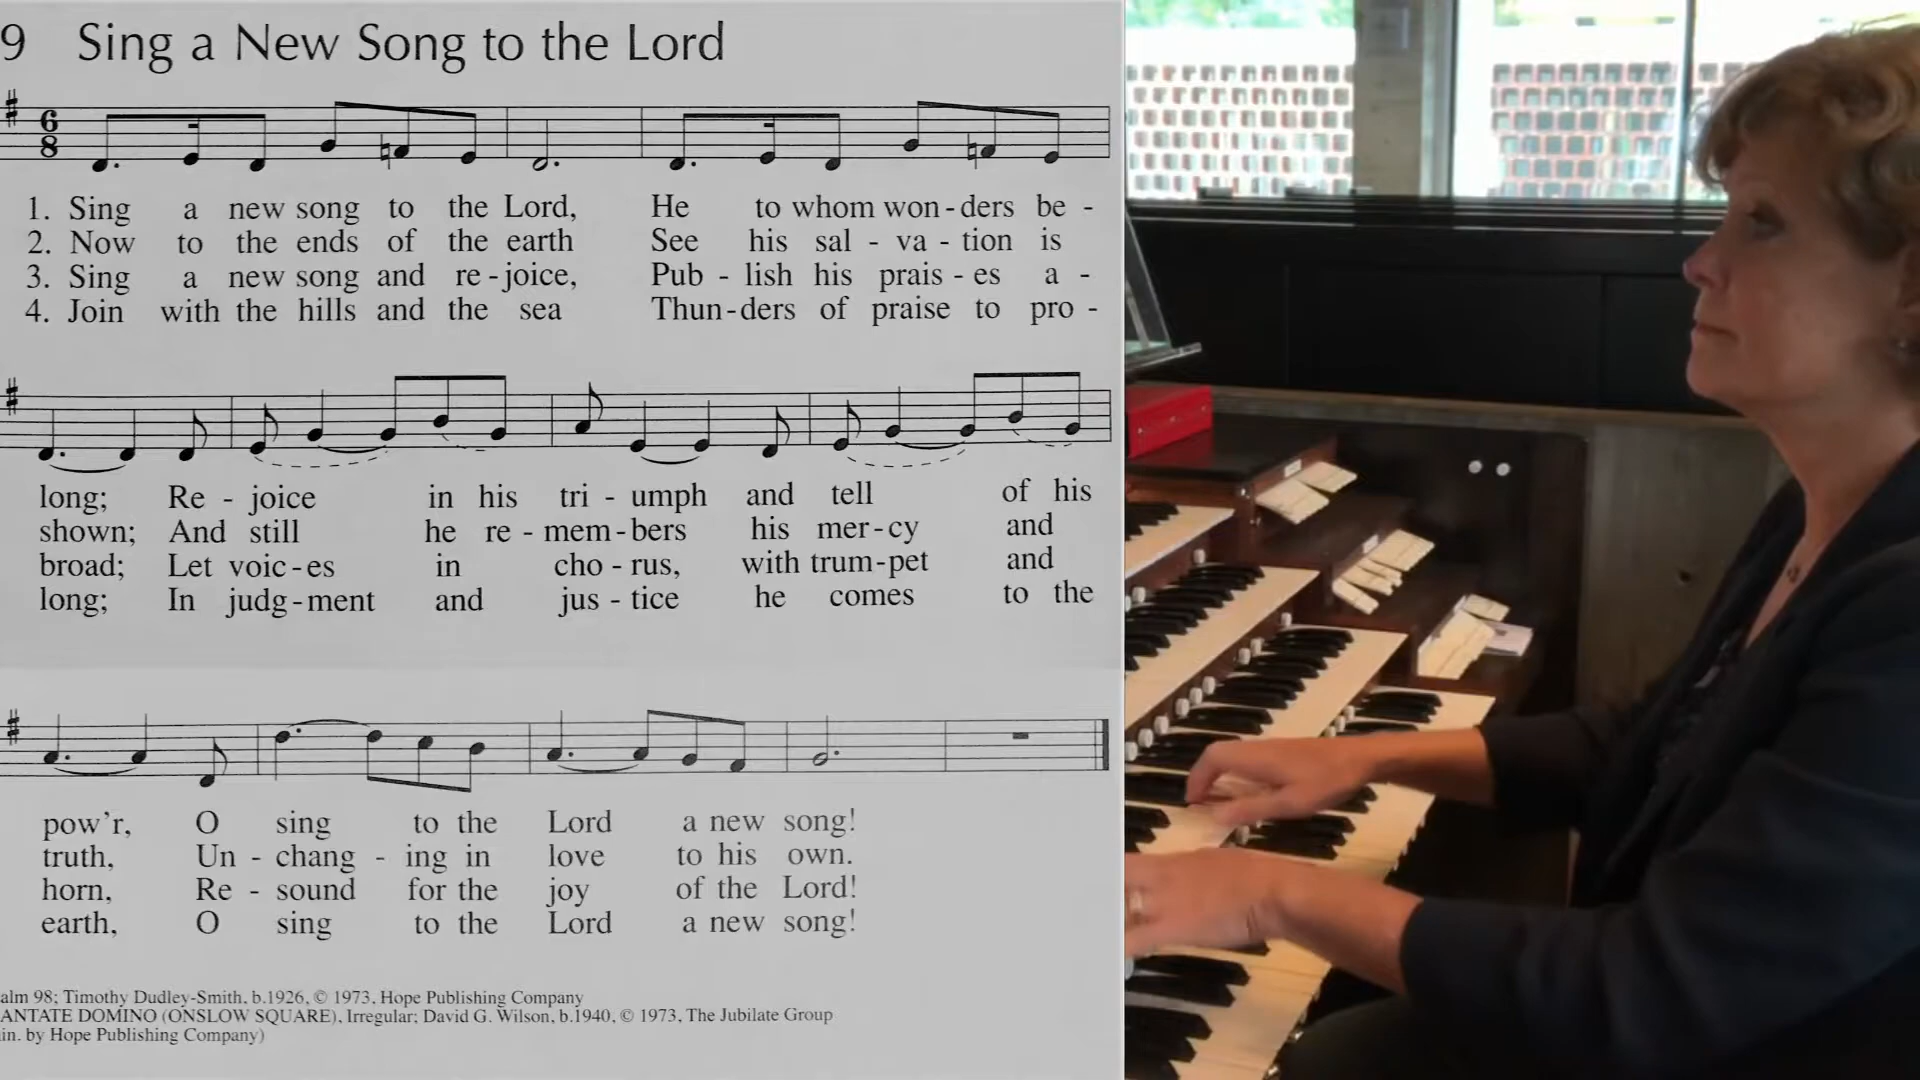 9 Sing a New Song to the Lord
6
8
1. Sing a new song to the Lord, He to whom won - ders be -
2. Now to the ends of the earth See his sal - va - tion is
3. Sing a new song and re - joice, Pub - lish his prais - es a -
4. Join with the hills and the sea Thun - ders of praise to pro -
long; Re - joice in his tri - umph and tell of his
shown; And still he re - mem - bers his mer - cy and
broad; Let voic - es in cho - rus, with trum - pet and
long; In judg - ment and jus - tice he comes to the
pow'r, O sing to the Lord a new song!
truth, Un - chang - ing in love to his own.
horn, Re - sound for the joy of the Lord!
earth, O sing to the Lord a new song!
alm 98; Timothy Dudley-Smith, b.1926, © 1973, Hope Publishing Company
ANTATE DOMINO (ONSLOW SQUARE), Irregular; David G. Wilson, b.1940, © 1973, The Jubilate Group
in. by Hope Publishing Company)